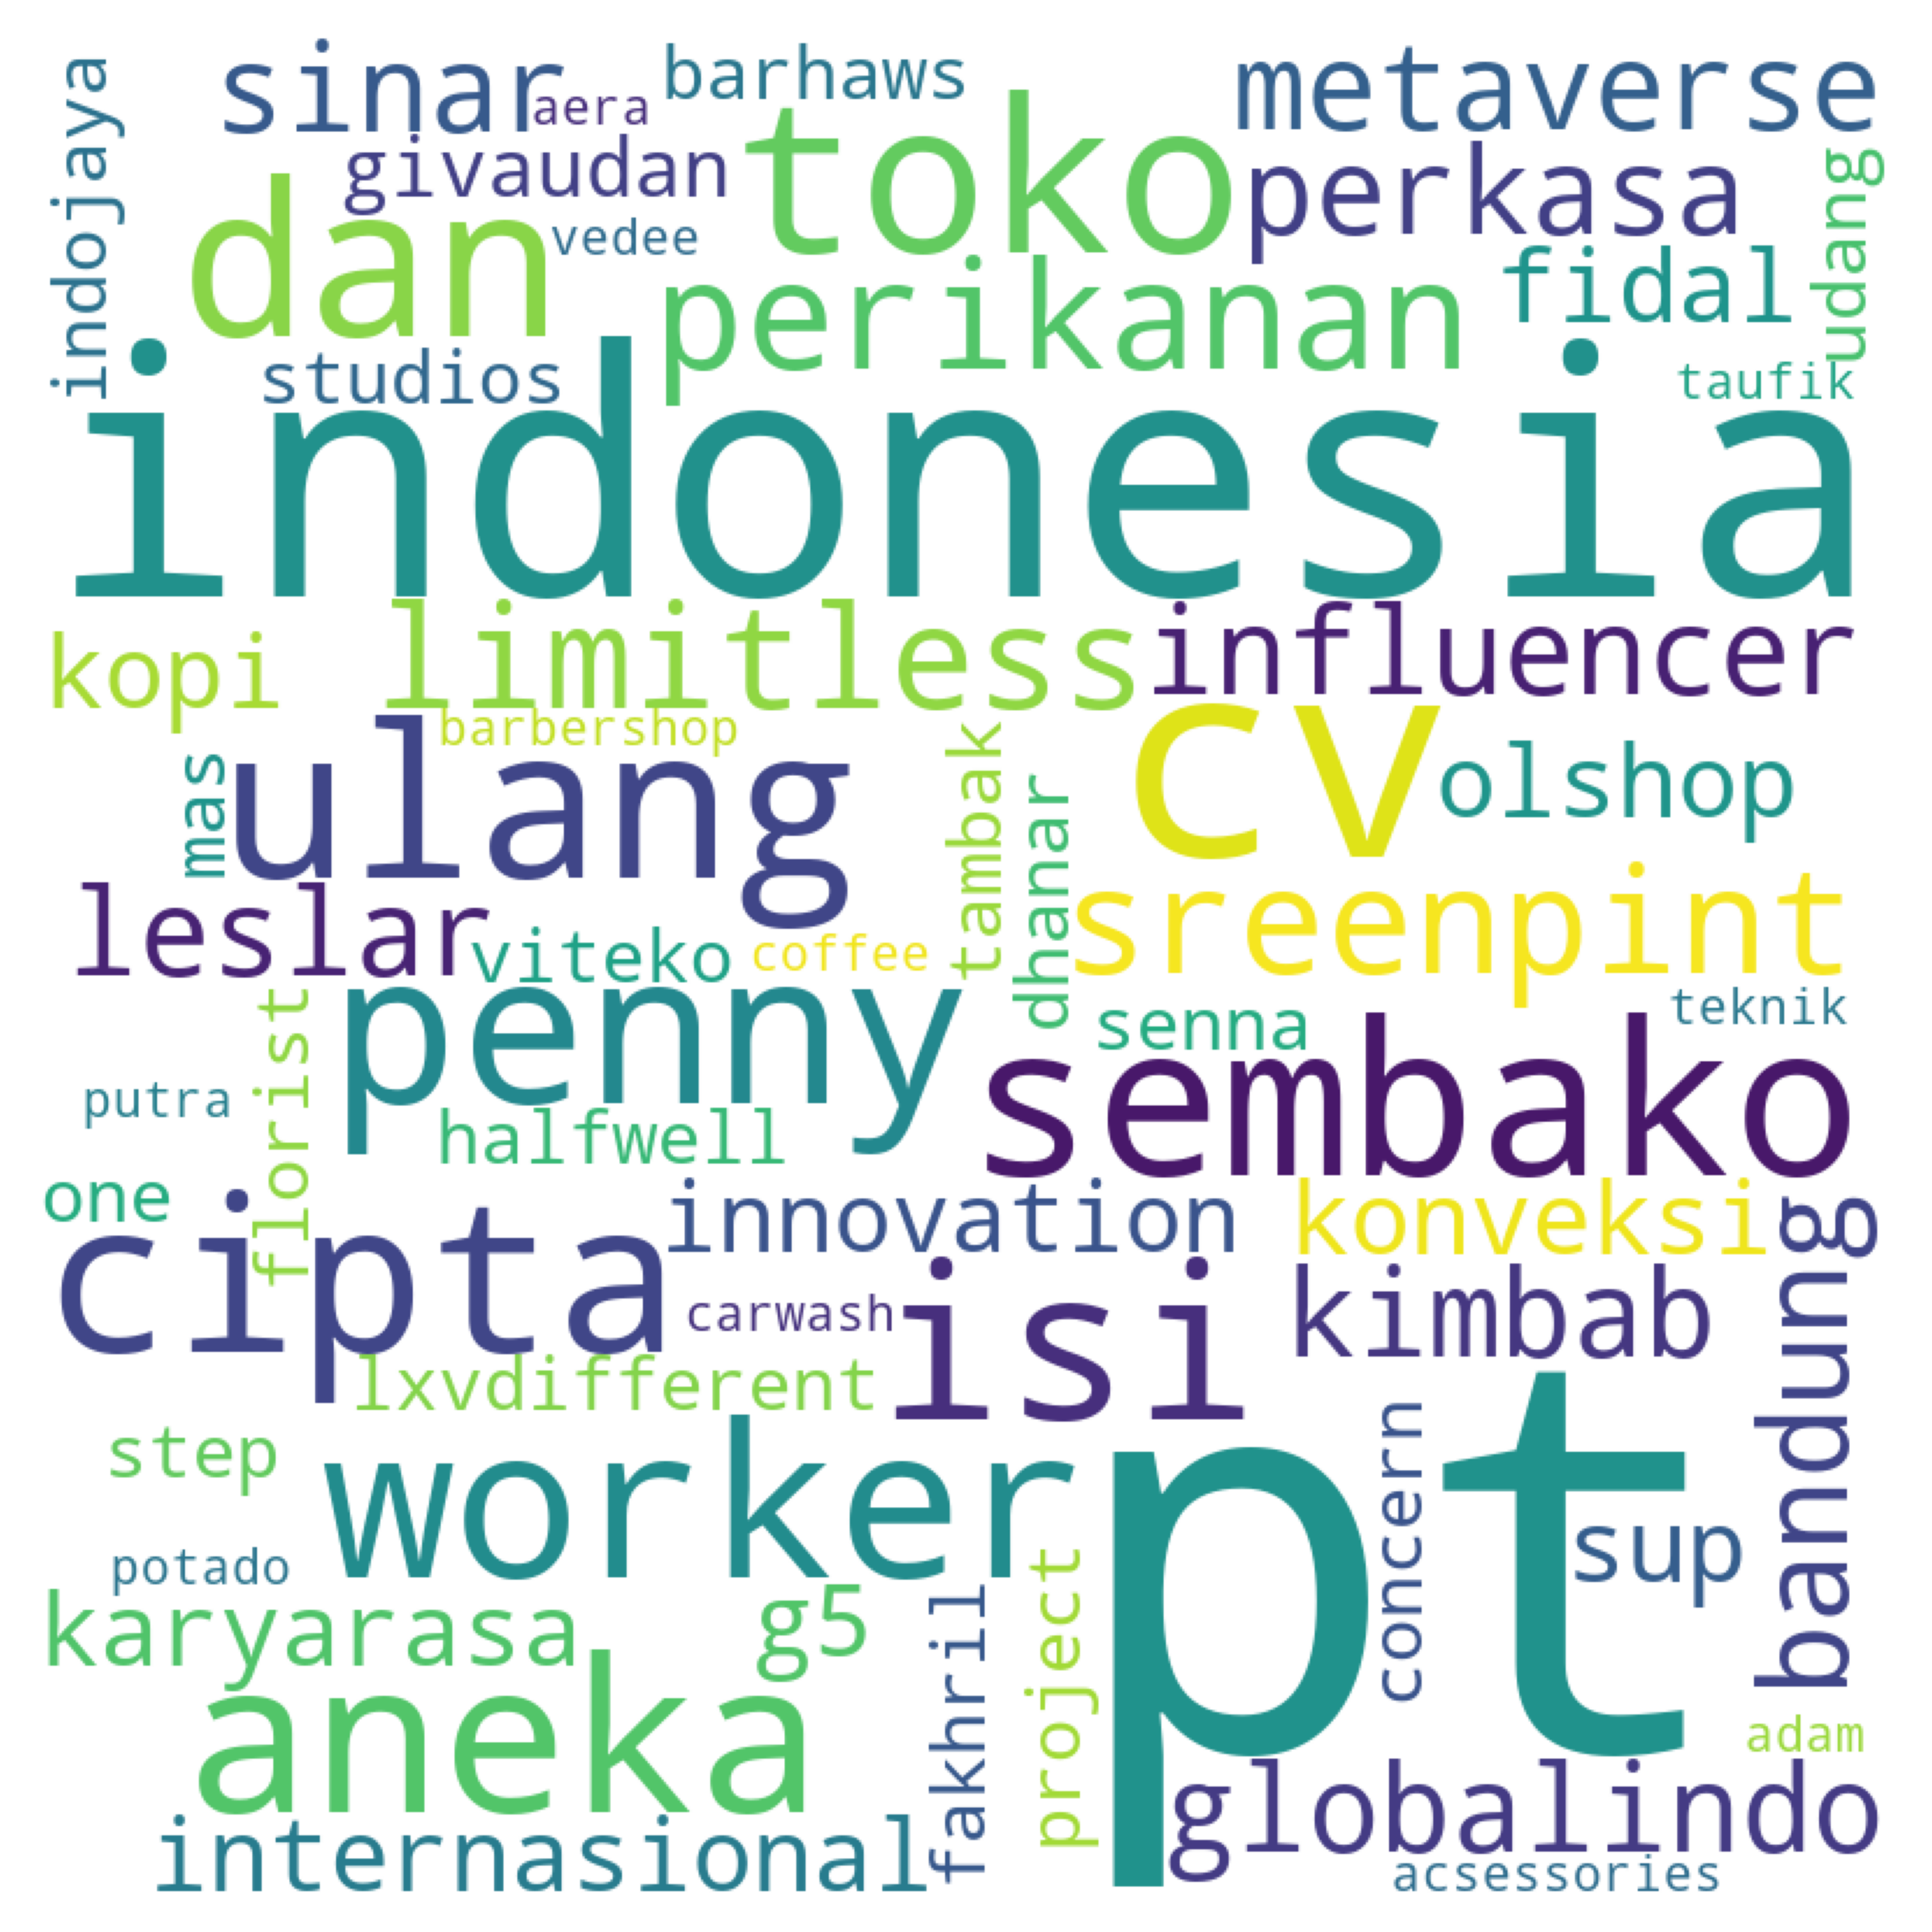 indojaya
sinar
aera
barhaws
metaverse
givaudan
toko
perkasa
udang
dan
vedee
perikanan
fidal
studios
taufik
indonesia
kopi
limitless
influencer
barbershop
cv
mas
ulang
tambak
dhanar
olshop
leslar
viteko
coffee
sreenpint
florist
penny
senna
teknik
putra
halfwell
sembako
one
cipta
innovation
konveksi
bandung
carwash
isi
kimbab
lxvdifferent
step
worker
pt
concern
sup
potado
karyarasa
g5
fakhril
project
aneka
adam
globalindo
internasional
acsessories